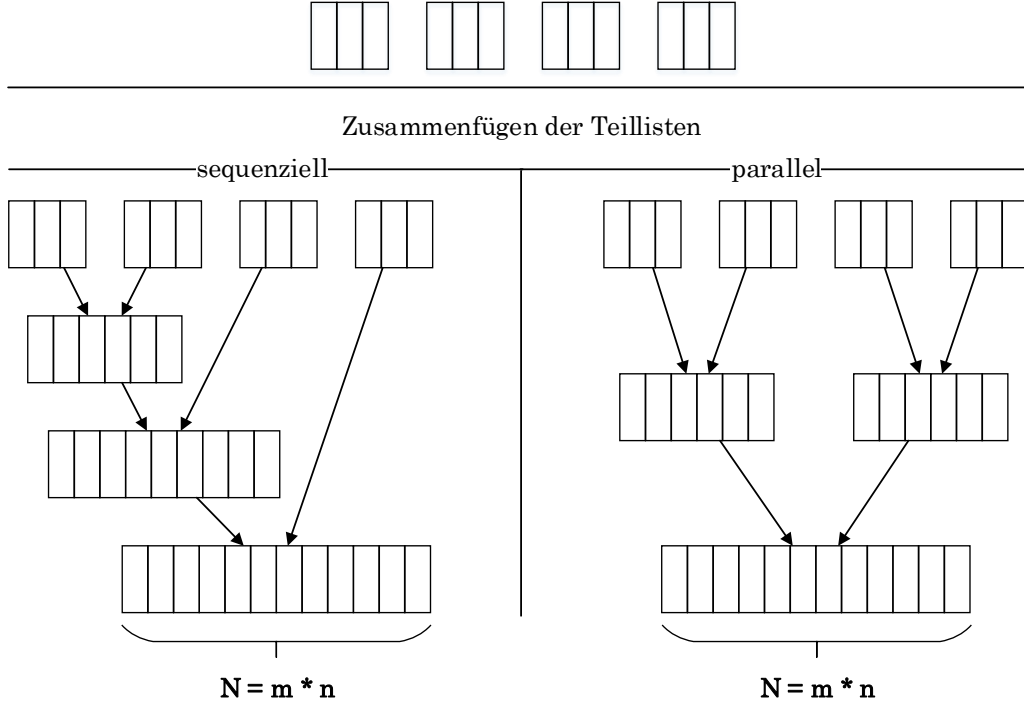 Zusammenfügen der Teillisten
sequenziell
parallel
N = m * n
N = m * n